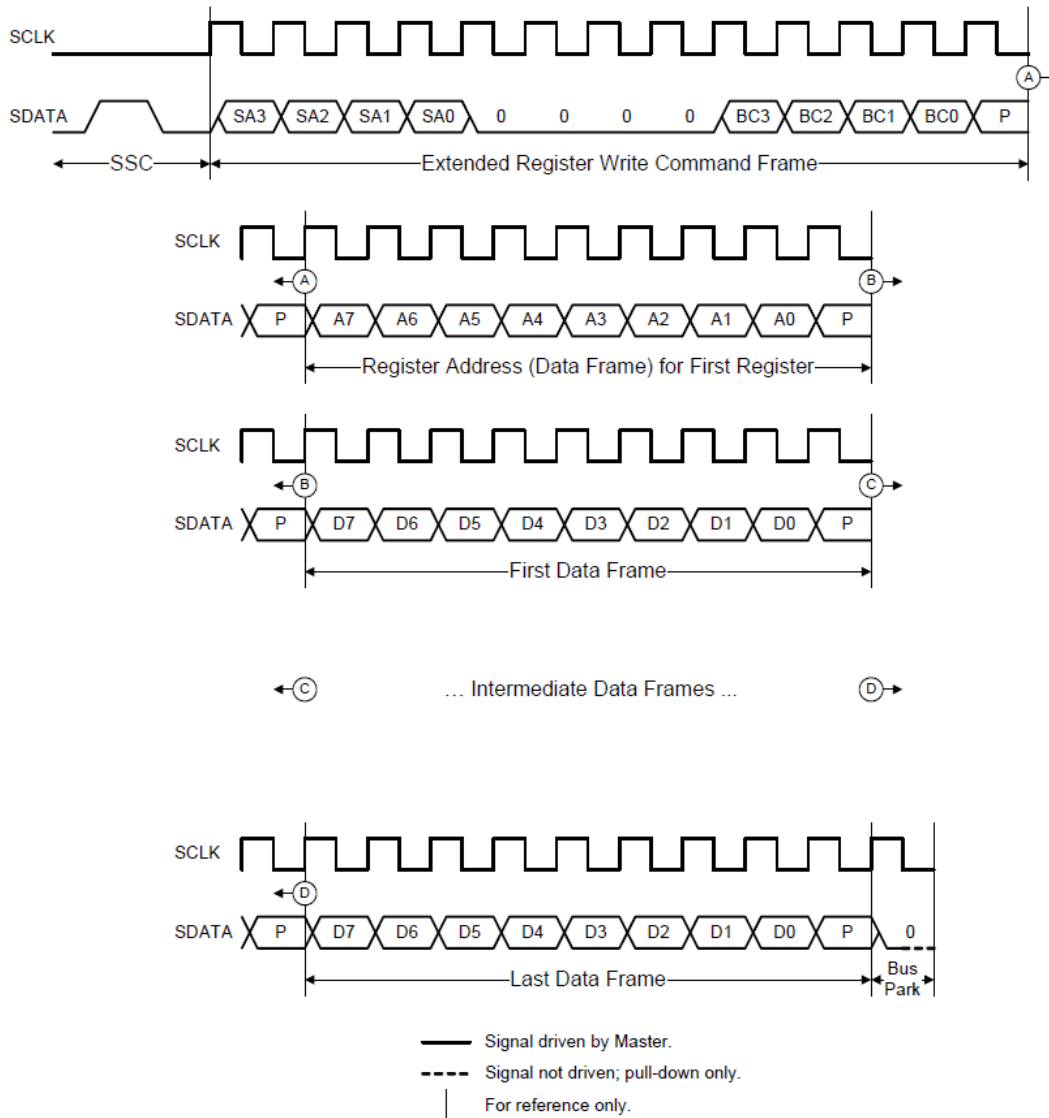 SCLK
A
SDATA SA3 SA2 SA1 SA0 0 0 0 0 BC3 BC2 BC1 BC0 P
SSC Extended Register Write Command Frame
SCLK
A B
SDATA P A7 A6 A5 A4 A3 A2 A1 A0 P
Register Address (Data Frame) for First Register
SCLK
B C
SDATA P D7 D6 D5 D4 D3 D2 D1 D0 P
First Data Frame
C ... Intermediate Data Frames ... D
SCLK
D
SDATA P D7 D6 D5 D4 D3 D2 D1 D0 P 0
Last Data Frame Bus
Park
Signal driven by Master.
Signal not driven; pull-down only.
For reference only.